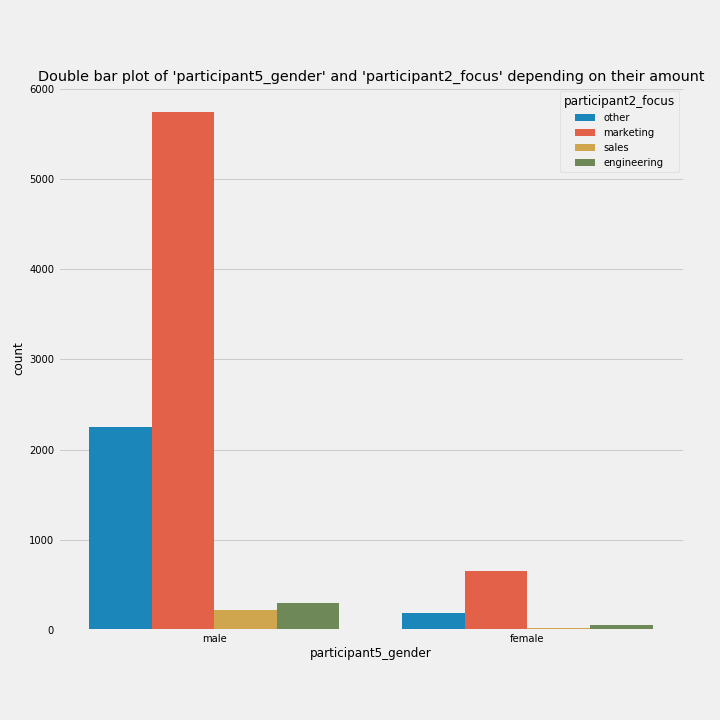 Double bar plot of 'participant5_gender' and 'participant2_focus' depending on their amount
participant2_focus
other
marketing
sales
engineering
6000
5000
4000
3000
2000
1000
0
count
male
female
participant5_gender